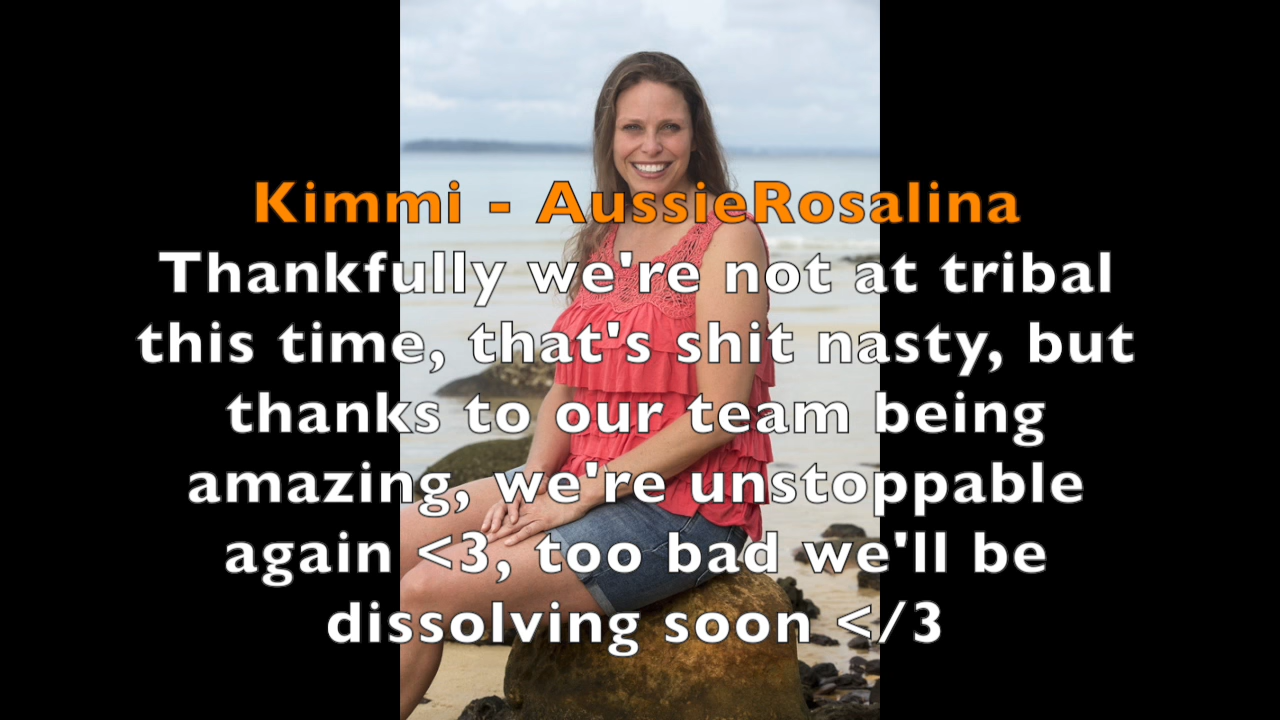 Kimmi - AussieRosalina
Thankfully we're not at tribal
this time, that's shit nasty, but
thanks to our team being
amazing, we're unstoppable
again <3, too bad we'll be
dissolving soon </3